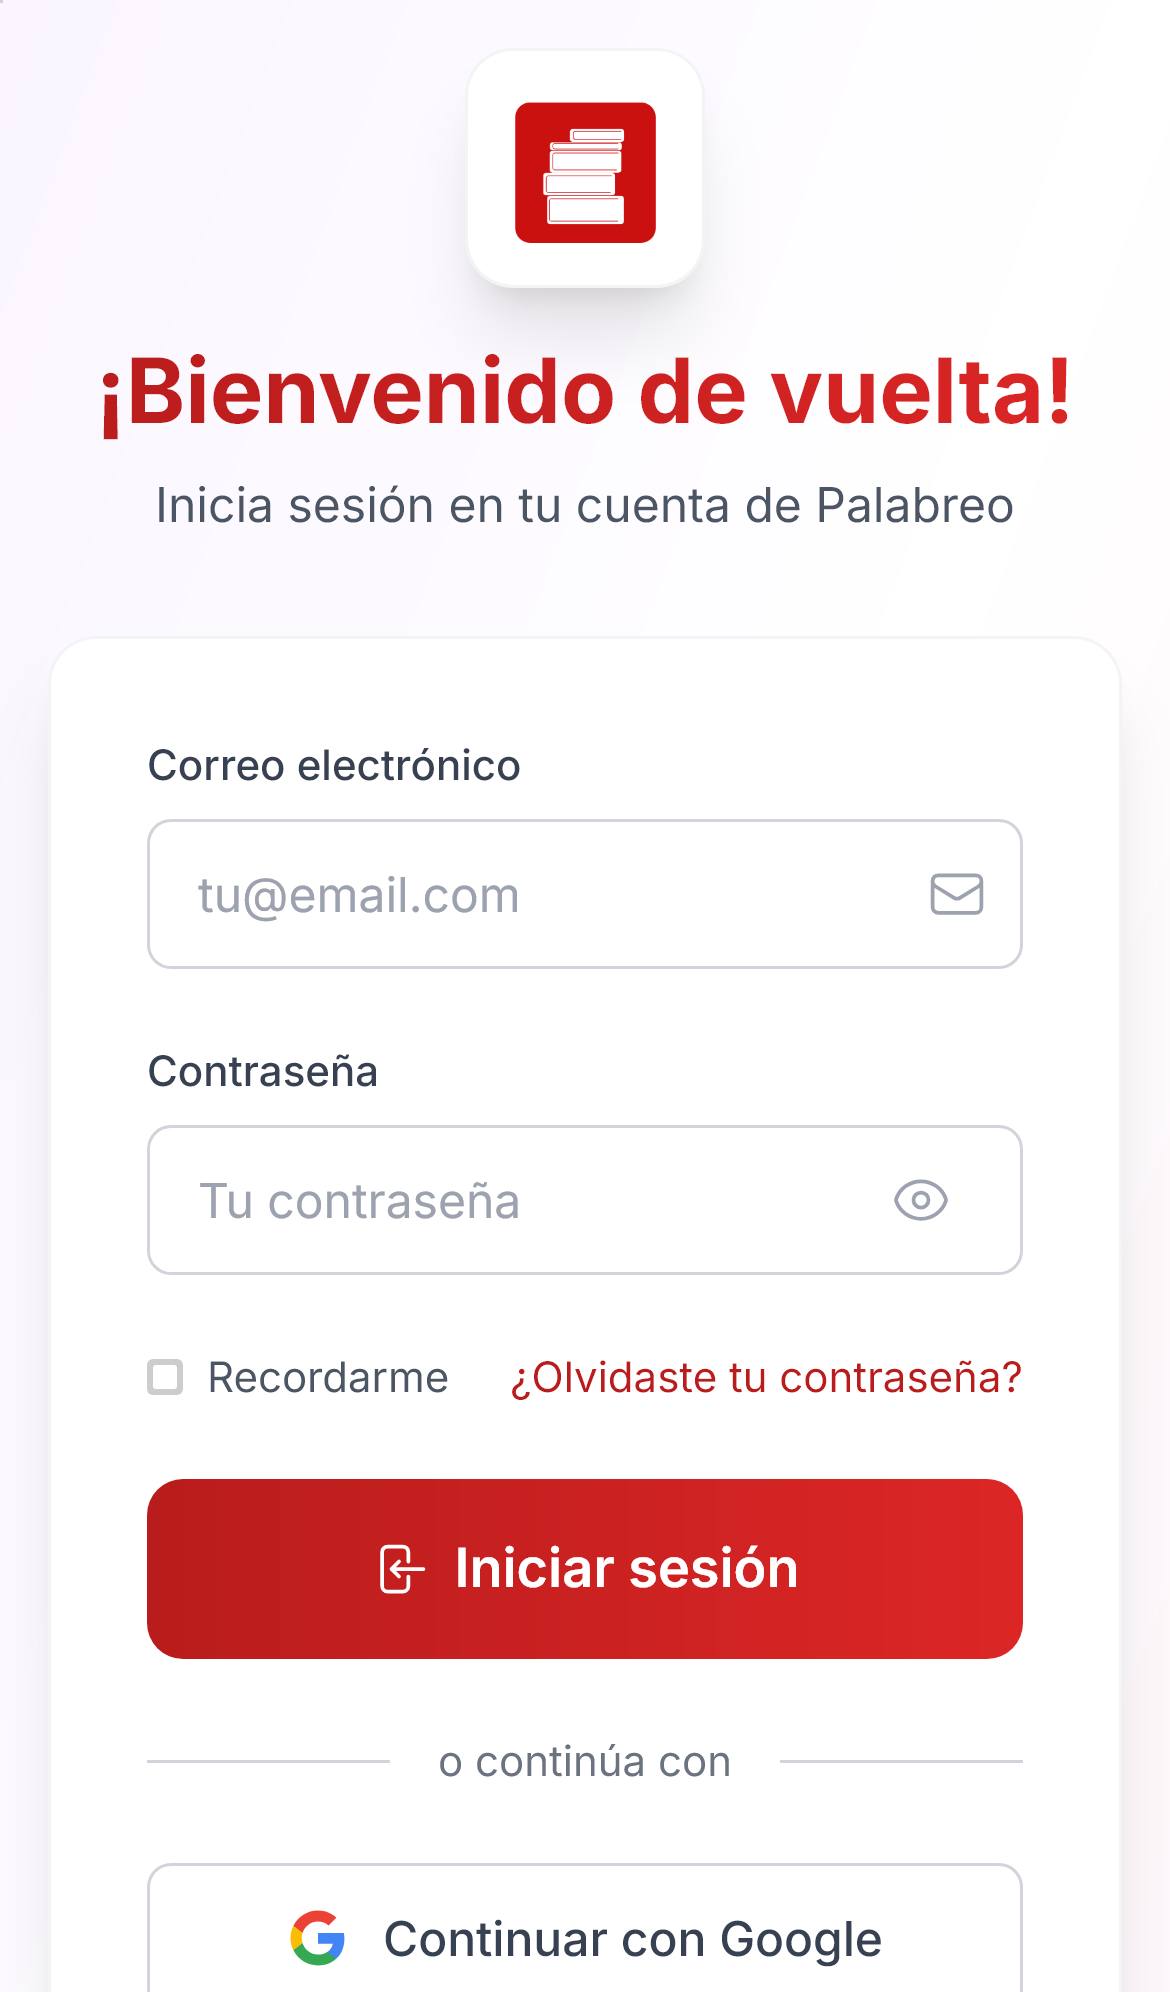 ¡Bienvenido de vuelta!
Inicia sesión en tu cuenta de Palabreo
Correo electrónico
tu@email.com
Contraseña
Tu contraseña
Recordarme ¿Olvidaste tu contraseña?
Iniciar sesión
o continúa con
Continuar con Google